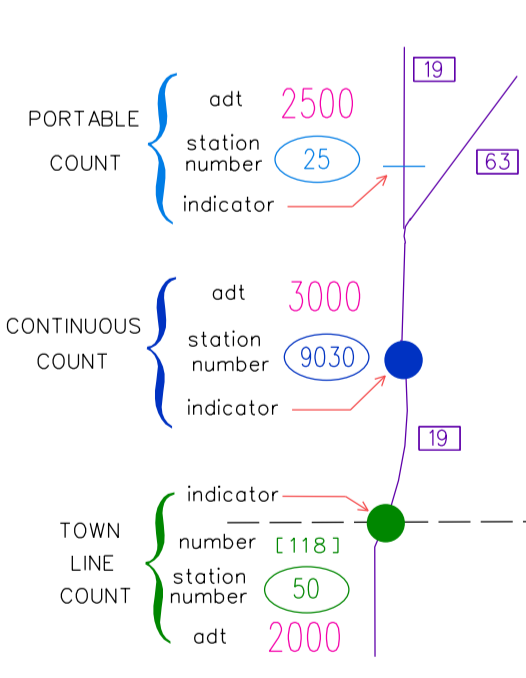 19
adt 2500
PORTABLE
COUNT
station
number 25
63
indicator
adt 3000
CONTINUOUS
COUNT
station
number 9030
indicator
19
indicator
TOWN
LINE
COUNT
number [118]
station
number 50
adt 2000